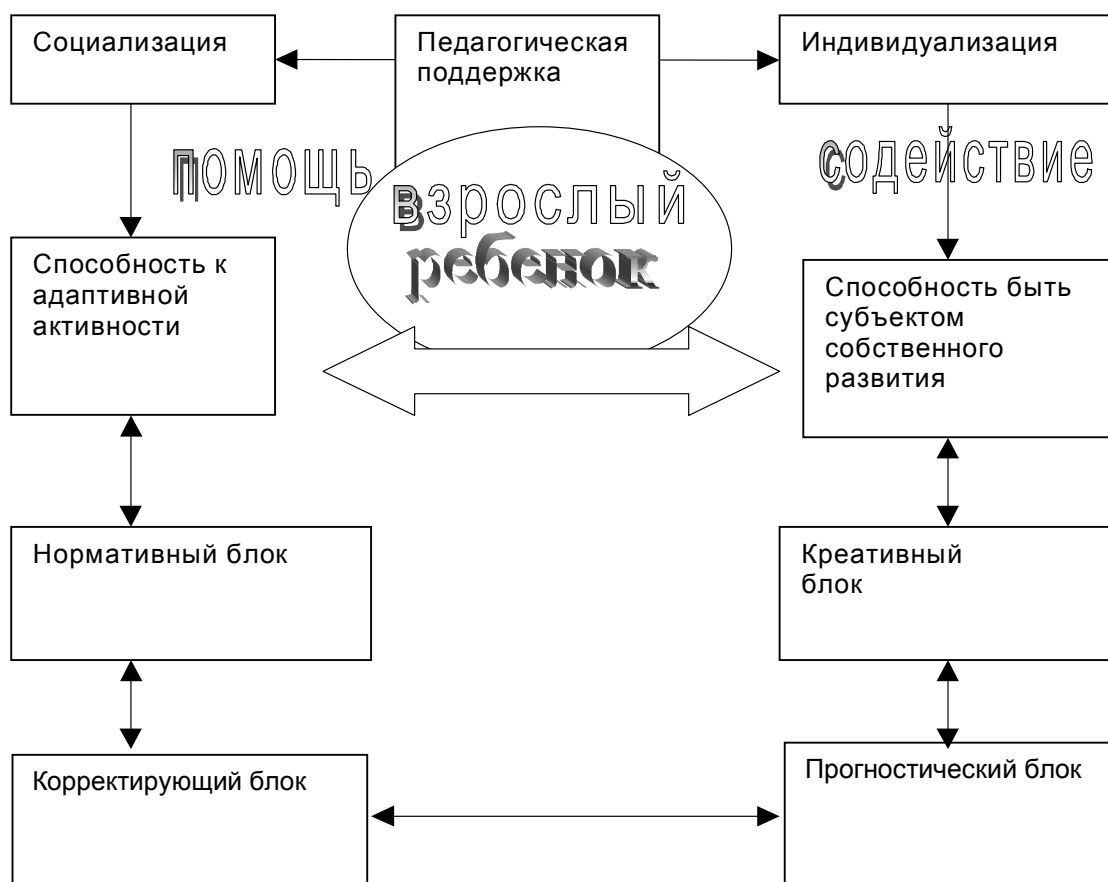 Социализация
Педагогическая
поддержка
Индивидуализация
помощь
содействие
взрослый
ребенок
Способность к
адаптивной
активности
Способность быть
субъектом
собственного
развития
Нормативный блок
Креативный
блок
Корректирующий блок
Прогностический блок